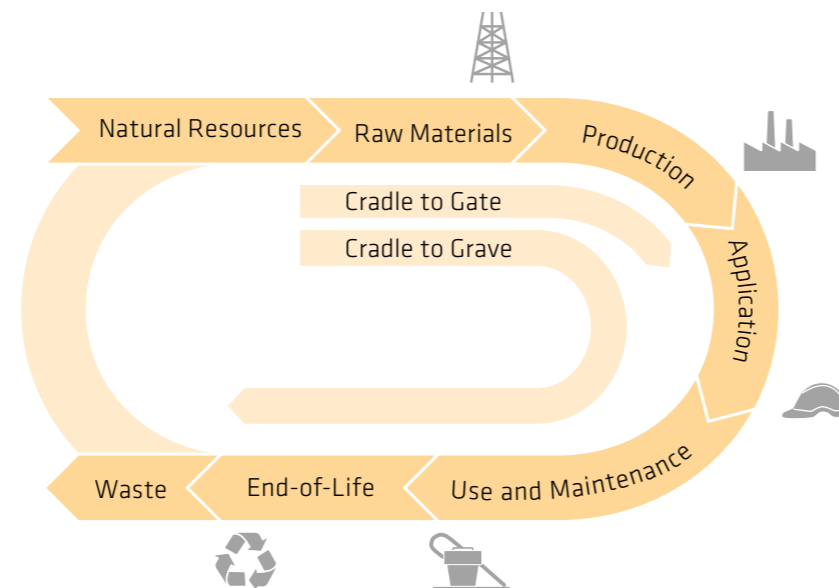 Natural Resources
Raw Materials
Production
Cradle to Gate
Cradle to Grave
Application
Use and Maintenance
End-of-Life
Waste